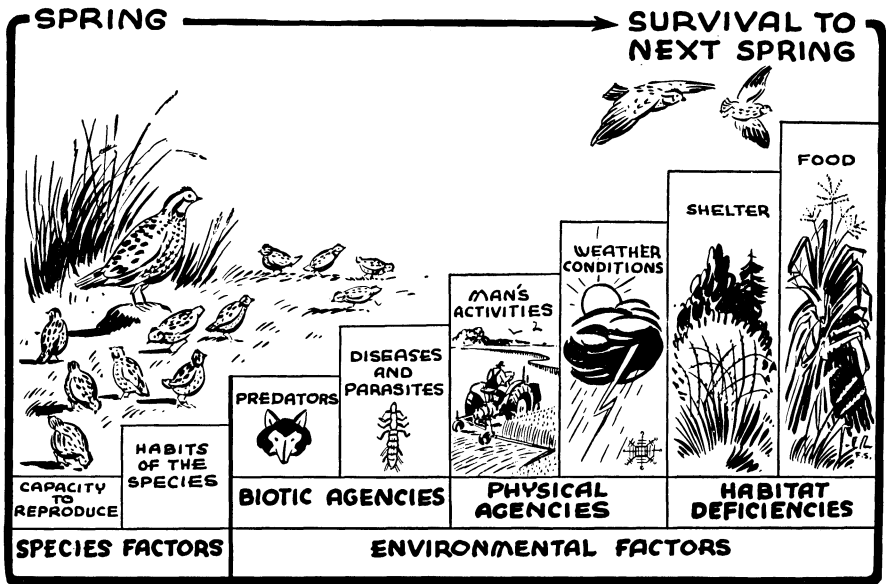 SPRING
SURVIVAL TO
NEXT SPRING
FOOD
SHELTER
WEATHER
CONDITIONS
MAN'S
ACTIVITIES
DISEASES
AND
PARASITES
PREDATORS
HABITS
OF THE
SPECIES
CAPACITY
TO
REPRODUCE
BIOTIC AGENCIES
PHYSICAL
AGENCIES
HABITAT
DEFICIENCIES
SPECIES FACTORS
ENVIRONMENTAL FACTORS
F.S.